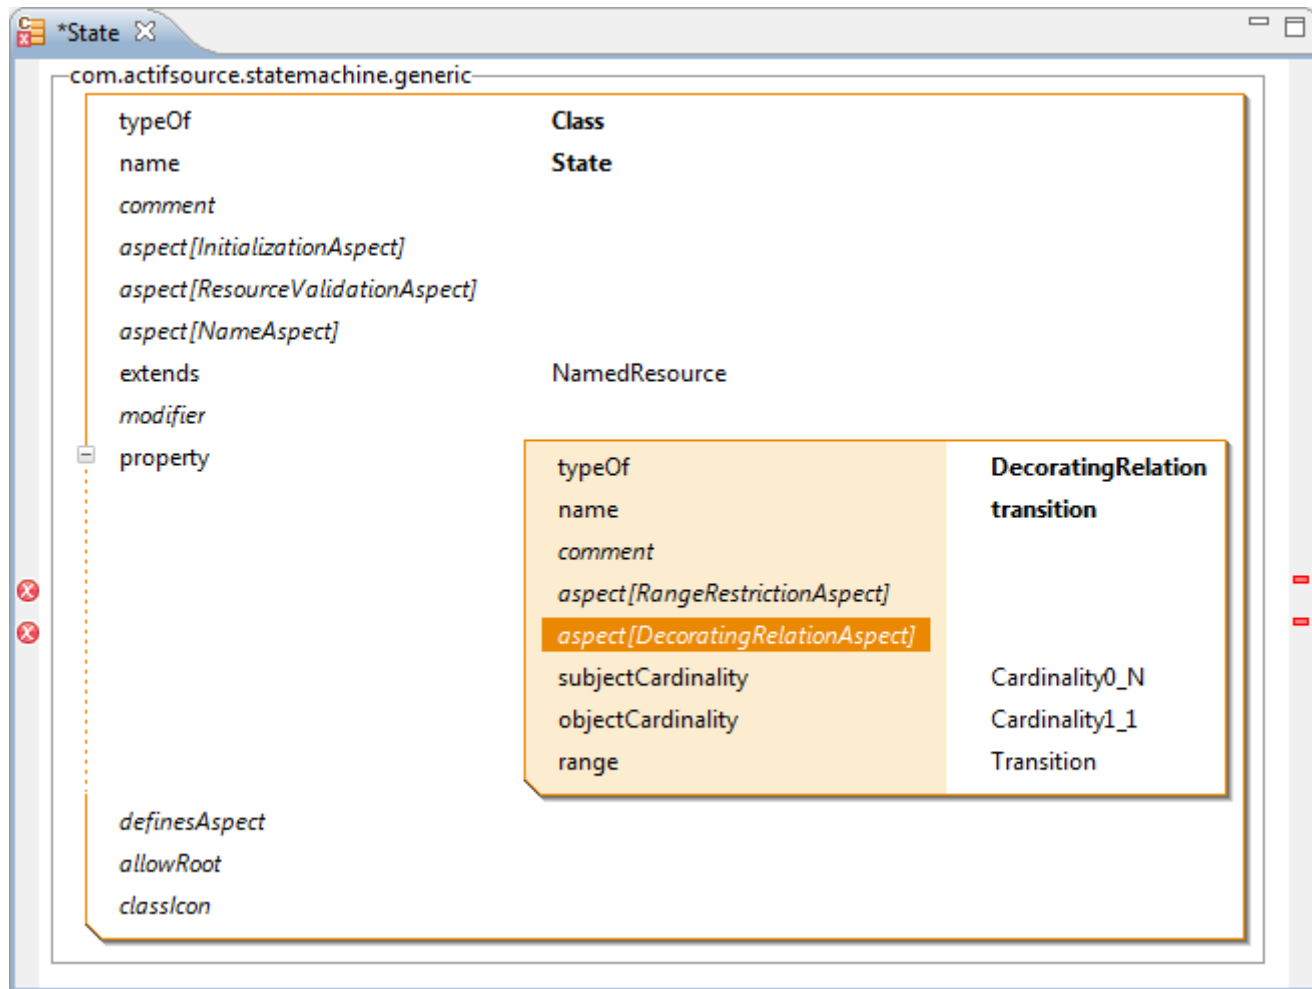 *State
com.actifsource.statemachine.generic
typeOf Class
name State
comment
aspect[InitializationAspect]
aspect[ResourceValidationAspect]
aspect[NameAspect]
extends NamedResource
modifier
property
typeOf DecoratingRelation
name transition
comment
aspect[RangeRestrictionAspect]
aspect[DecoratingRelationAspect]
subjectCardinality Cardinality0_N
objectCardinality Cardinality1_1
range Transition
definesAspect
allowRoot
classIcon